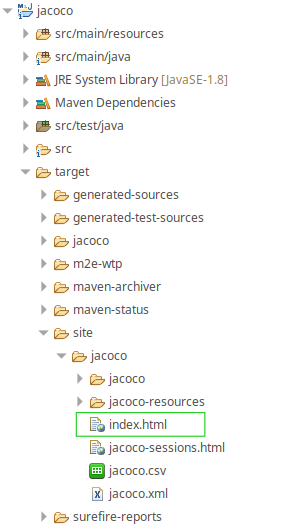 jacoco
src/main/resources
src/main/java
JRE System Library [JavaSE-1.8]
Maven Dependencies
src/test/java
src
target
generated-sources
generated-test-sources
jacoco
m2e-wtp
maven-archiver
maven-status
site
jacoco
jacoco
jacoco-resources
index.html
jacoco-sessions.html
jacoco.csv
jacoco.xml
surefire-reports